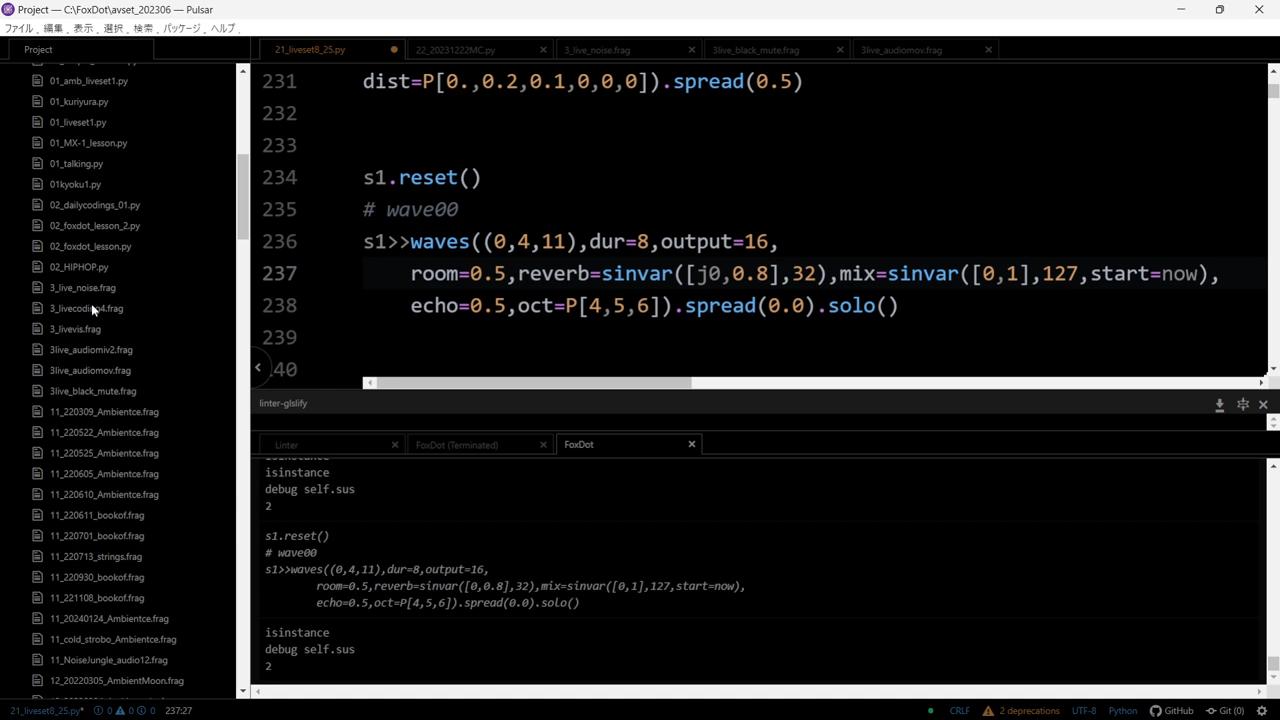 Project — C:\FoxDot\avset_202306 — Pulsar
ファイル 編集 表示 選択 検索 パッケージ ヘルプ
Project
21_liveset8_25.py
22_20231222MC.py
3_live_noise.frag
3live_black_mute.frag
3live_audiomov.frag
01_amb_liveset1.py
01_kuriyura.py
01_liveset1.py
01_MX-1_lesson.py
01_talking.py
01kyoku1.py
02_dailycodings_01.py
02_foxdot_lesson_2.py
02_foxdot_lesson.py
02_HIPHOP.py
3_live_noise.frag
3_livevis.frag
3live_audiomiv2.frag
3live_audiomov.frag
3live_black_mute.frag
11_220309_Ambientce.frag
11_220522_Ambientce.frag
11_220525_Ambientce.frag
11_220605_Ambientce.frag
11_220610_Ambientce.frag
11_220611_bookof.frag
11_220701_bookof.frag
11_220713_strings.frag
11_220930_bookof.frag
11_221108_bookof.frag
11_20240124_Ambientce.frag
11_cold_strobo_Ambientce.frag
11_NoiseJungle_audio12.frag
12_20220305_AmbientMoon.frag
231 dist=P[0.,0.2,0.1,0,0,0]).spread(0.5)
232
233
234 s1.reset()
235 # wave00
236 s1>>waves((0,4,11),dur=8,output=16,
237 room=0.5,reverb=sinvar([j0,0.8],32),mix=sinvar([0,1],127,start=now),
238 echo=0.5,oct=P[4,5,6]).spread(0.0).solo()
239
40
linter-glslify
Linter
FoxDot (Terminated)
FoxDot
isinstance
isinstance
debug self.sus
2
s1.reset()
# wave00
s1>>waves((0,4,11),dur=8,output=16,
room=0.5,reverb=sinvar([0,0.8],32),mix=sinvar([0,1],127,start=now),
echo=0.5,oct=P[4,5,6]).spread(0.0).solo()
isinstance
debug self.sus
2
21_liveset8_25.py* 0 0 0 237:27
CRLF 2 deprecations UTF-8 Python GitHub Git (0)